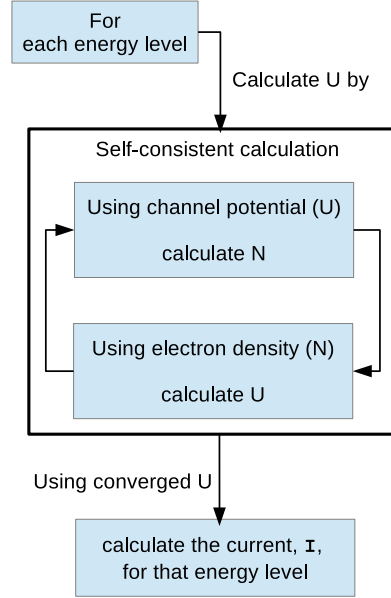 For
each energy level
Calculate U by
Self-consistent calculation
Using channel potential (U)
calculate N
Using electron density (N)
calculate U
Using converged U
calculate the current, I,
for that energy level